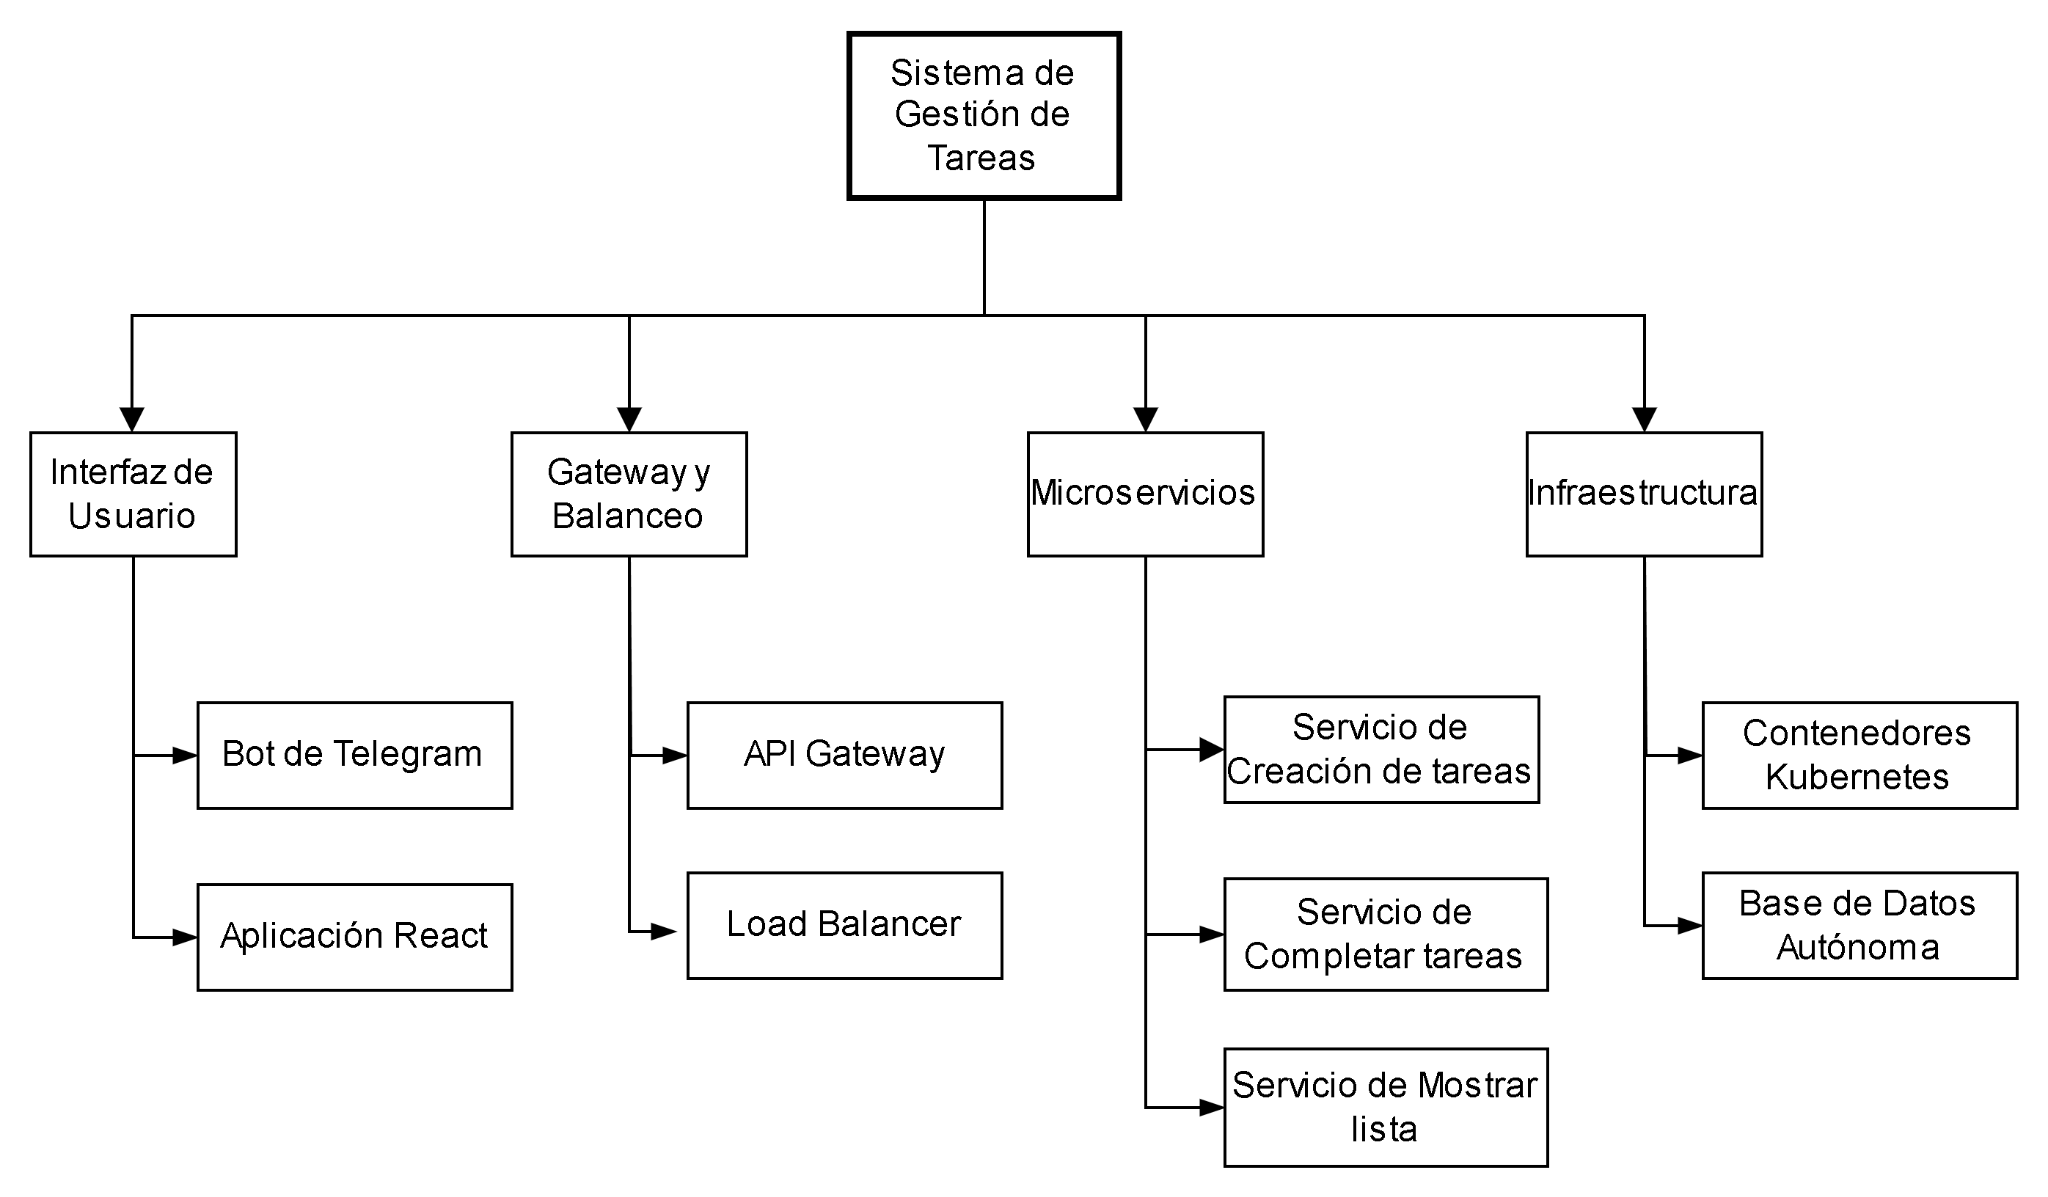 Sistema de
Gestión de
Tareas
Interfaz de
Usuario
Gateway y
Balanceo
Microservicios
Infraestructura
Bot de Telegram
Aplicación React
API Gateway
Load Balancer
Servicio de
Creación de tareas
Servicio de
Completar tareas
Servicio de Mostrar
lista
Contenedores
Kubernetes
Base de Datos
Autónoma